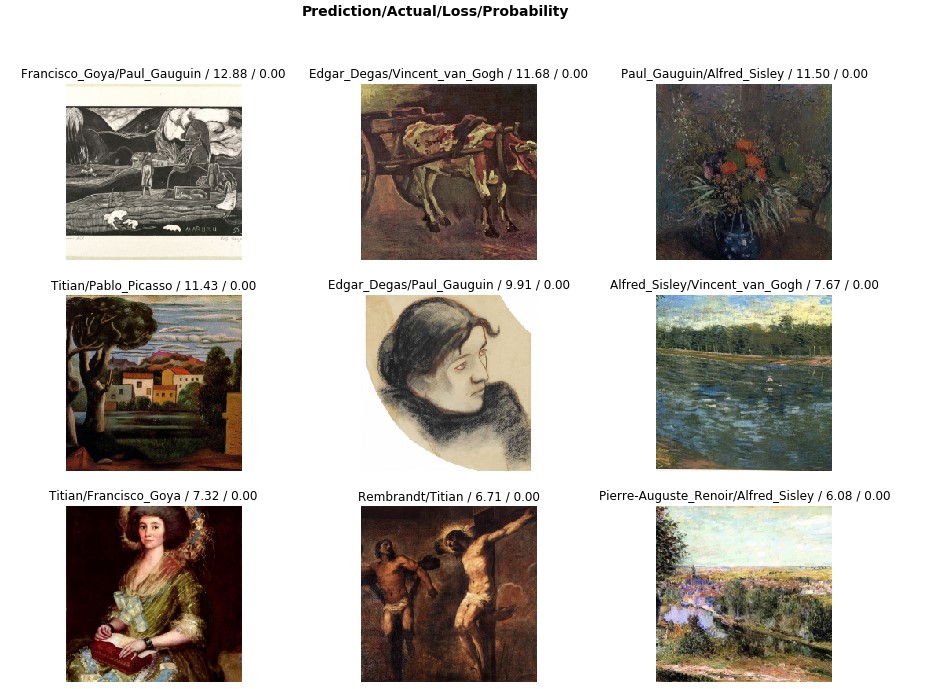 Prediction/Actual/Loss/Probability
Francisco_Goya/Paul_Gauguin / 12.88 / 0.00
Edgar_Degas/Vincent_van_Gogh / 11.68 / 0.00
Paul_Gauguin/Alfred_Sisley / 11.50 / 0.00
Titian/Pablo_Picasso / 11.43 / 0.00
Edgar_Degas/Paul_Gauguin / 9.91 / 0.00
Alfred_Sisley/Vincent_van_Gogh / 7.67 / 0.00
Titian/Francisco_Goya / 7.32 / 0.00
Rembrandt/Titian / 6.71 / 0.00
Pierre-Auguste_Renoir/Alfred_Sisley / 6.08 / 0.00